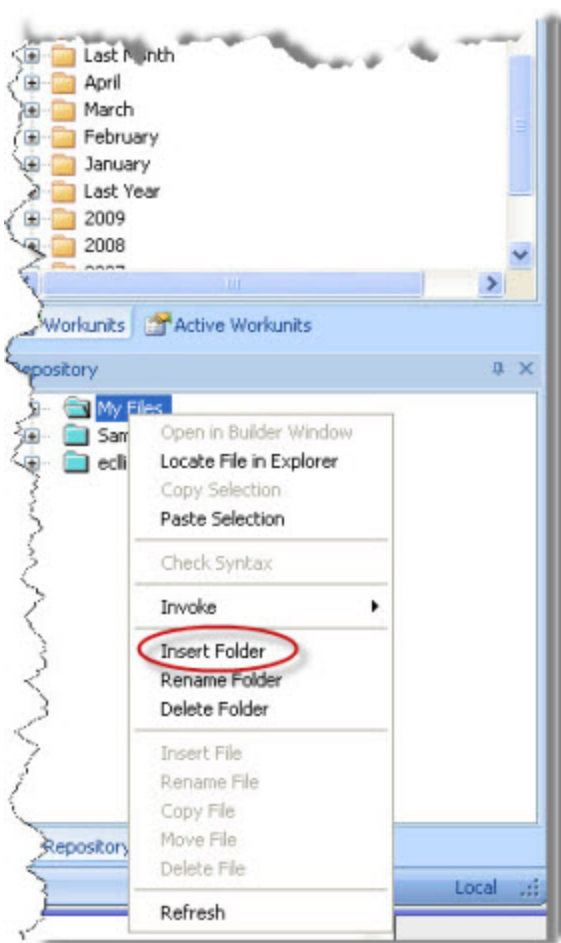 Last Month
April
March
February
January
Last Year
2009
2008
Workunits
Active Workunits
Repository
My Files
Open in Builder Window
Locate File in Explorer
Copy Selection
Paste Selection
Check Syntax
Invoke
Insert Folder
Rename Folder
Delete Folder
Insert File
Rename File
Copy File
Move File
Delete File
Refresh
Repository
Local